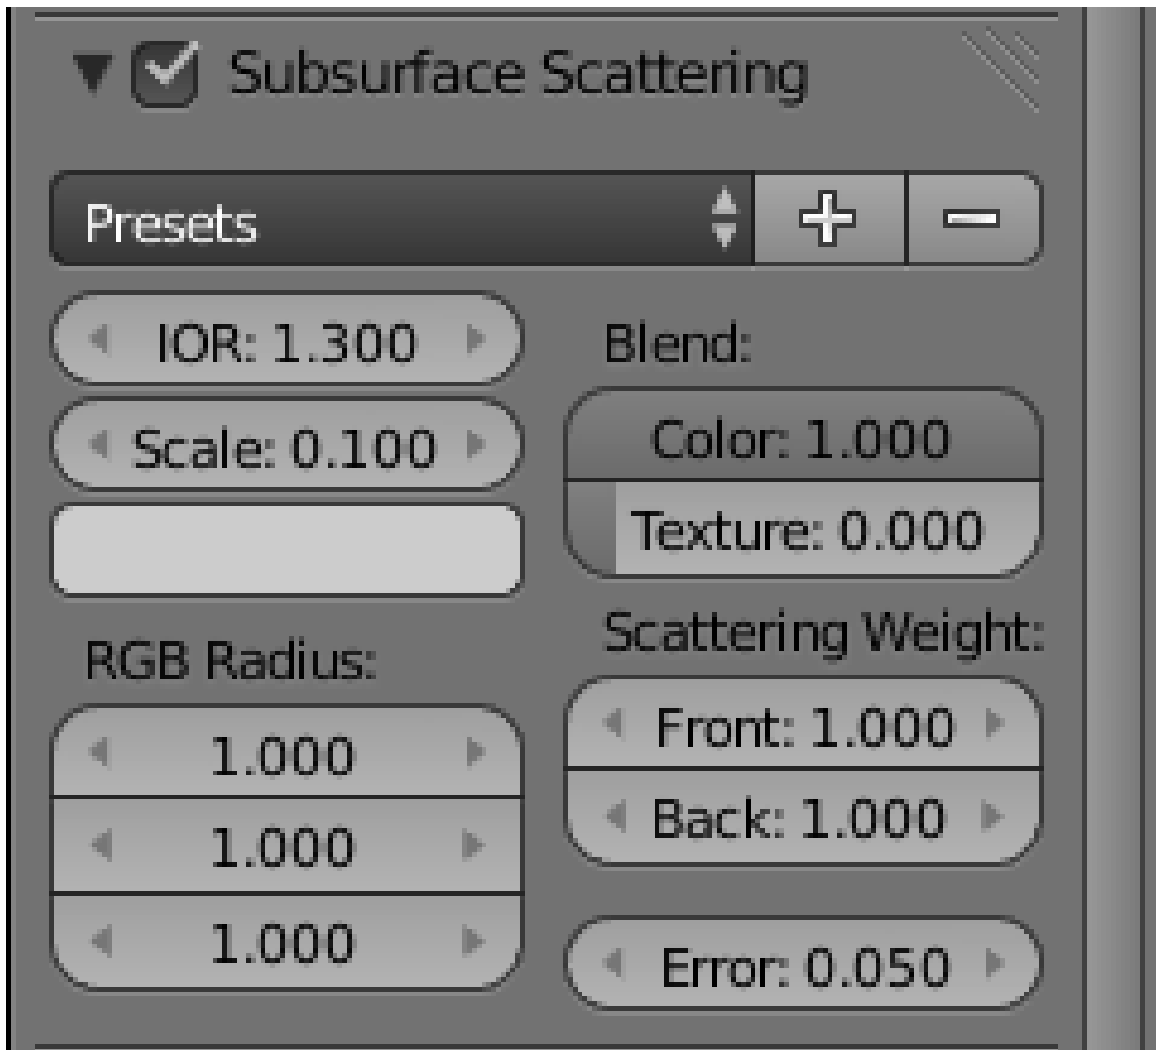 Subsurface Scattering
Presets
IOR: 1.300
Scale: 0.100
RGB Radius:
1.000
1.000
1.000
Blend:
Color: 1.000
Texture: 0.000
Scattering Weight:
Front: 1.000
Back: 1.000
Error: 0.050